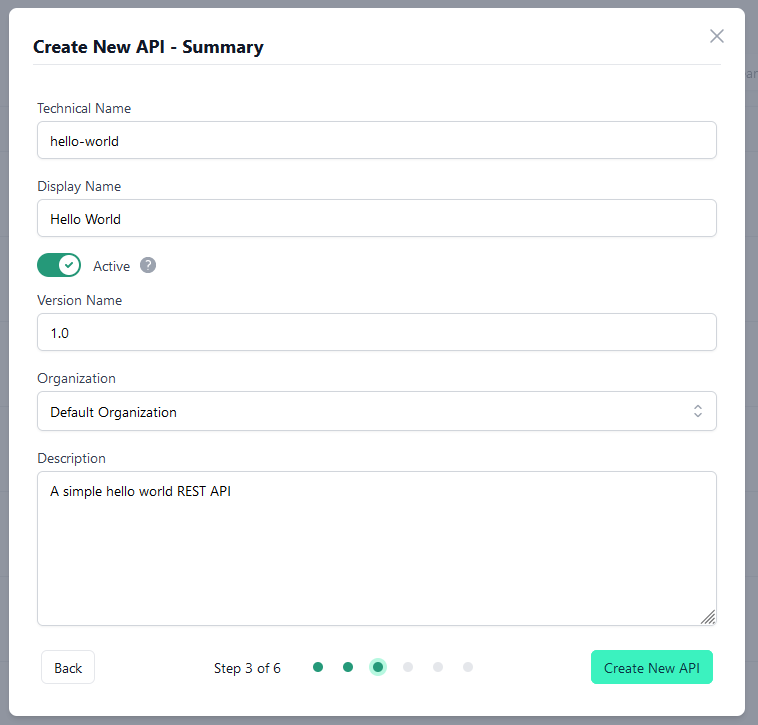 Create New API - Summary
Technical Name
hello-world
Display Name
Hello World
Active ?
Version Name
1.0
Organization
Default Organization
Description
A simple hello world REST API
Back
Step 3 of 6
Create New API